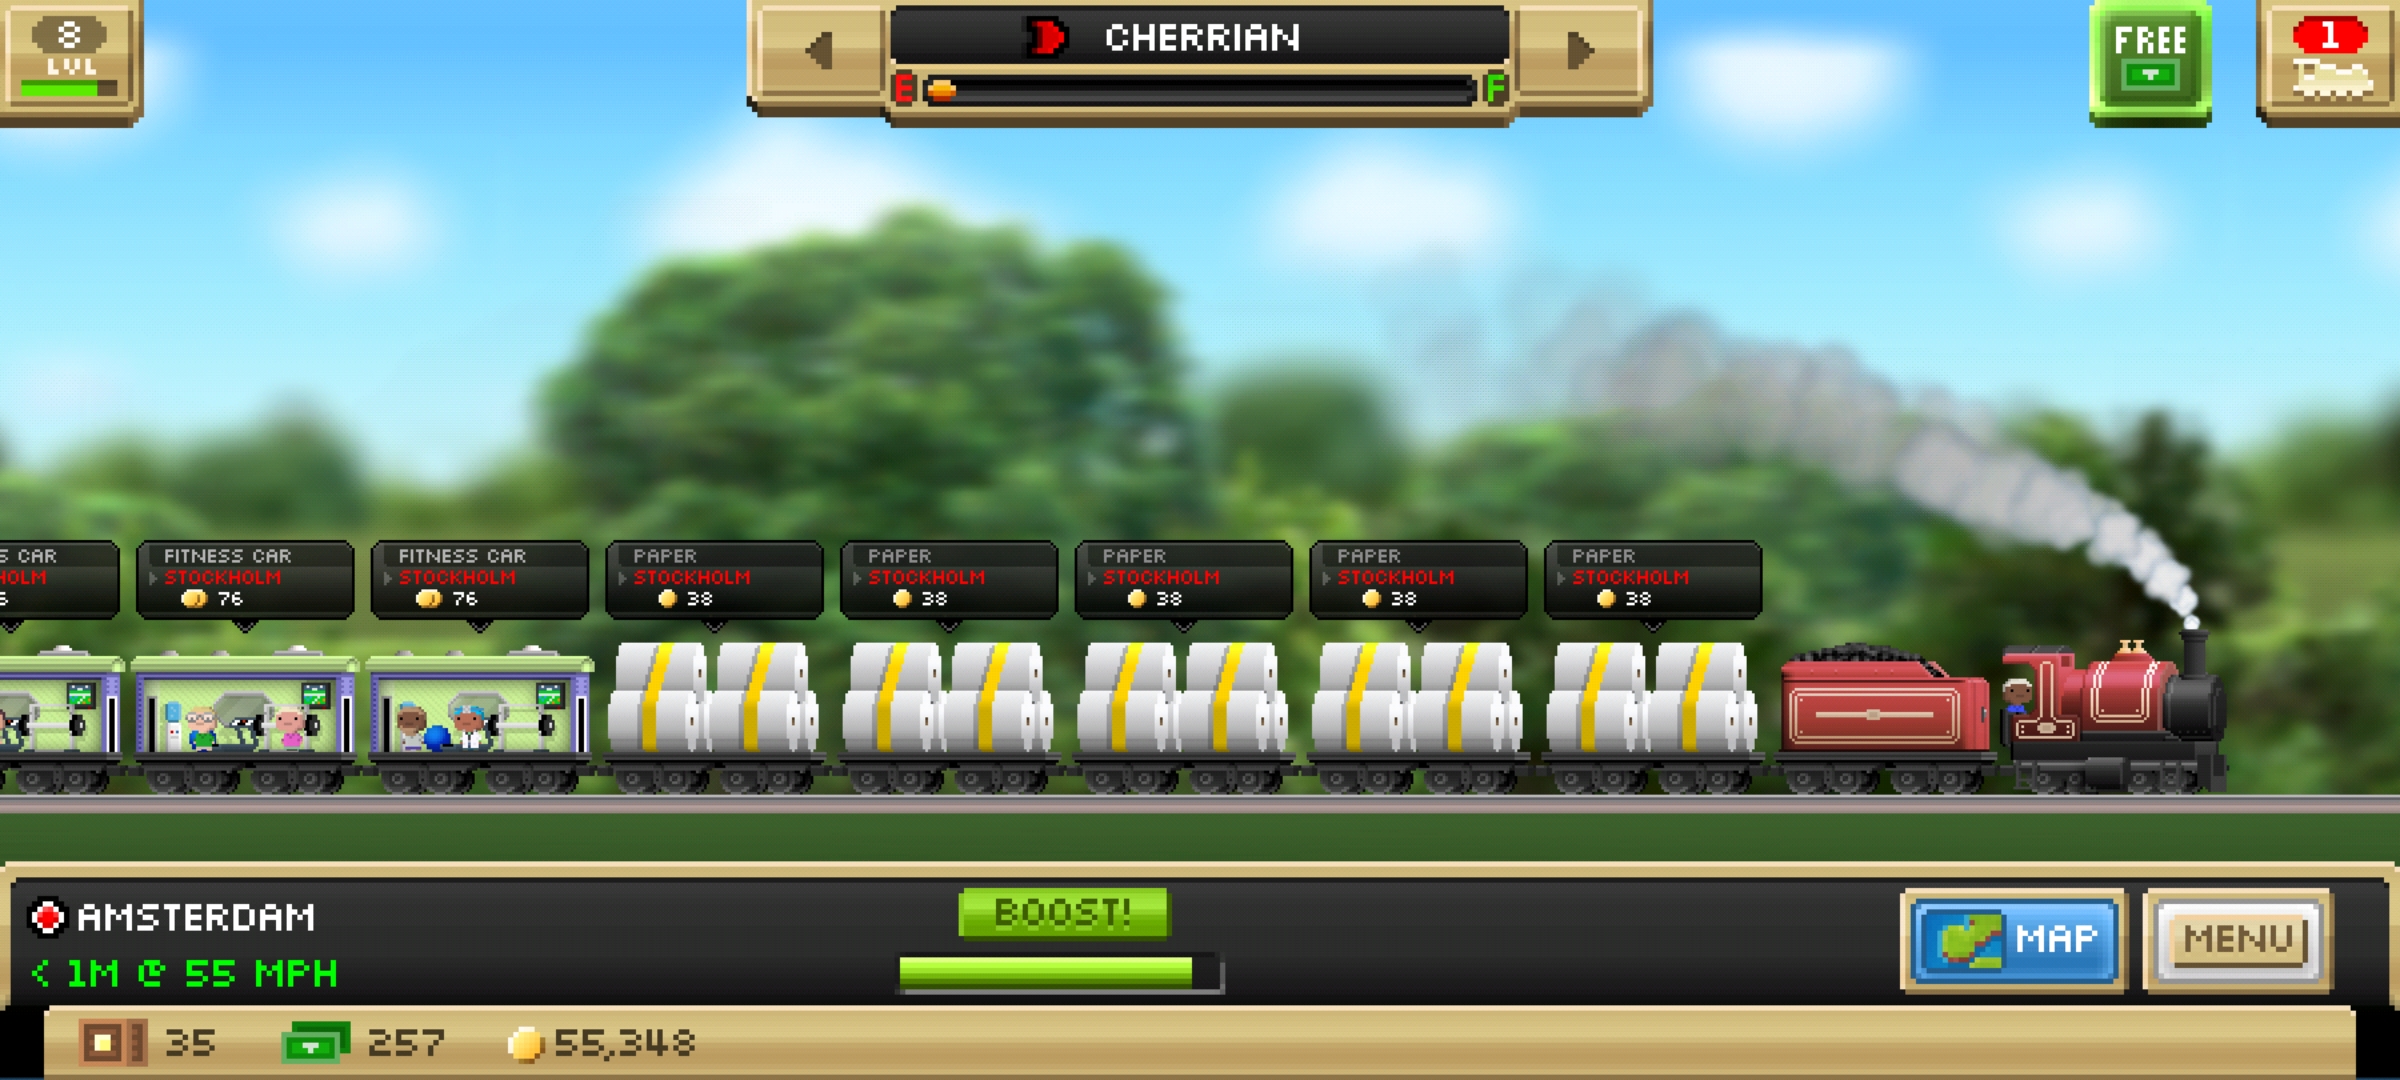 8
LVL
CHERRIAN
E F
FREE
1
S CAR
FITNESS CAR
STOCKHOLM
76
FITNESS CAR
STOCKHOLM
76
PAPER
STOCKHOLM
38
PAPER
STOCKHOLM
38
PAPER
STOCKHOLM
38
PAPER
STOCKHOLM
38
PAPER
STOCKHOLM
38
AMSTERDAM
< 1M @ 55 MPH
BOOST!
MAP
MENU
35
257
55,348